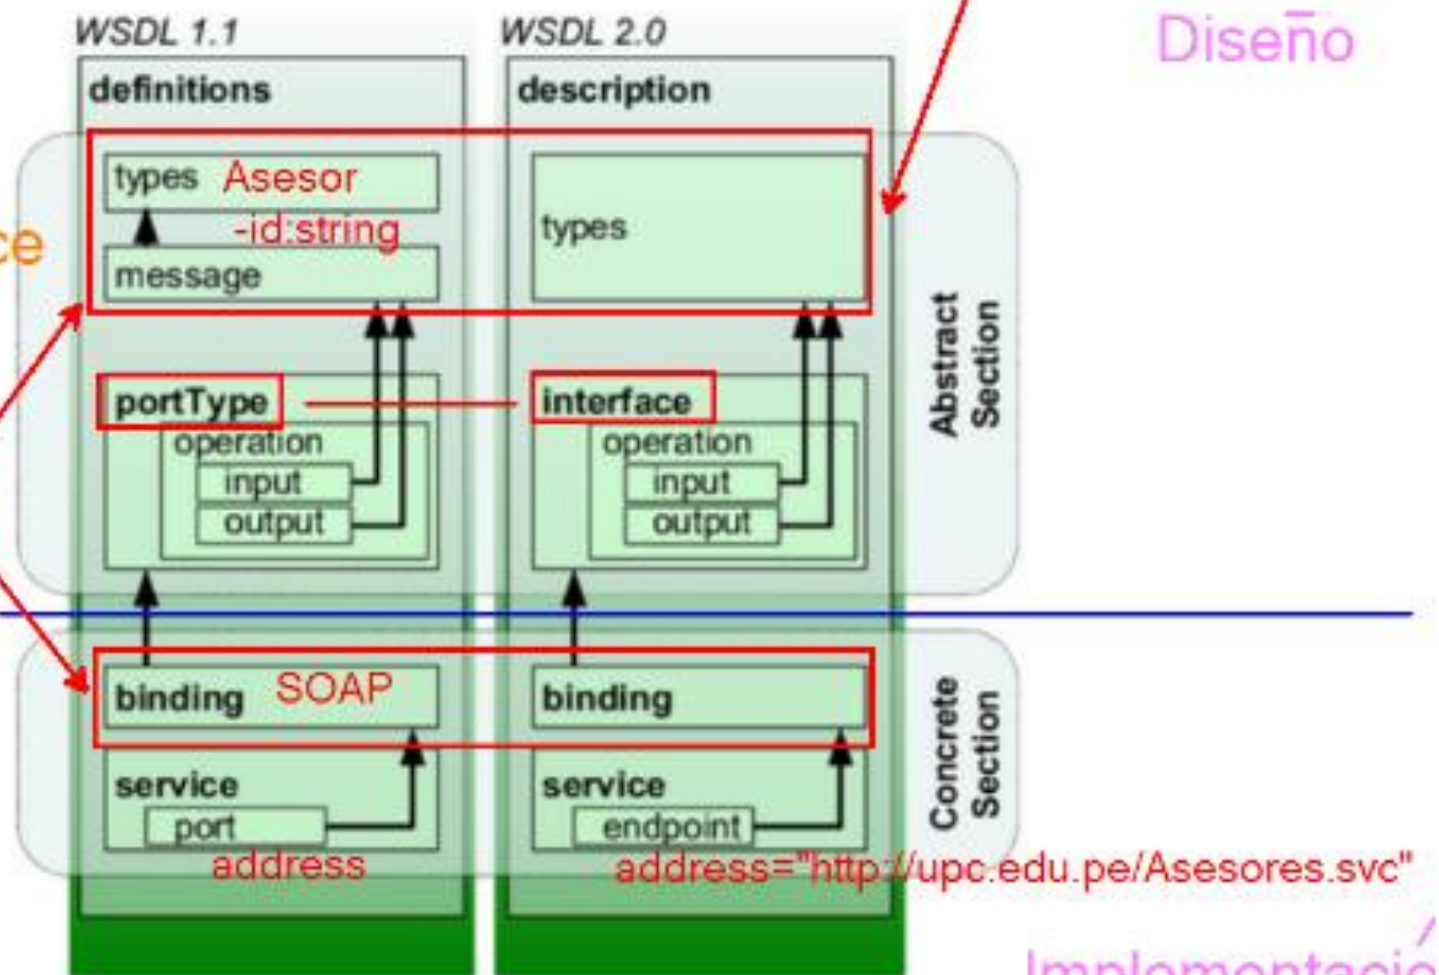 WSDL 1.1
WSDL 2.0
Diseño
definitions
description
types Asesor
-id:string
message
types
portType
interface
operation
input
output
operation
input
output
Abstract
Section
binding SOAP
binding
service
port
address
service
endpoint
address="http://upc.edu.pe/Asesores.svc"
Concrete
Section